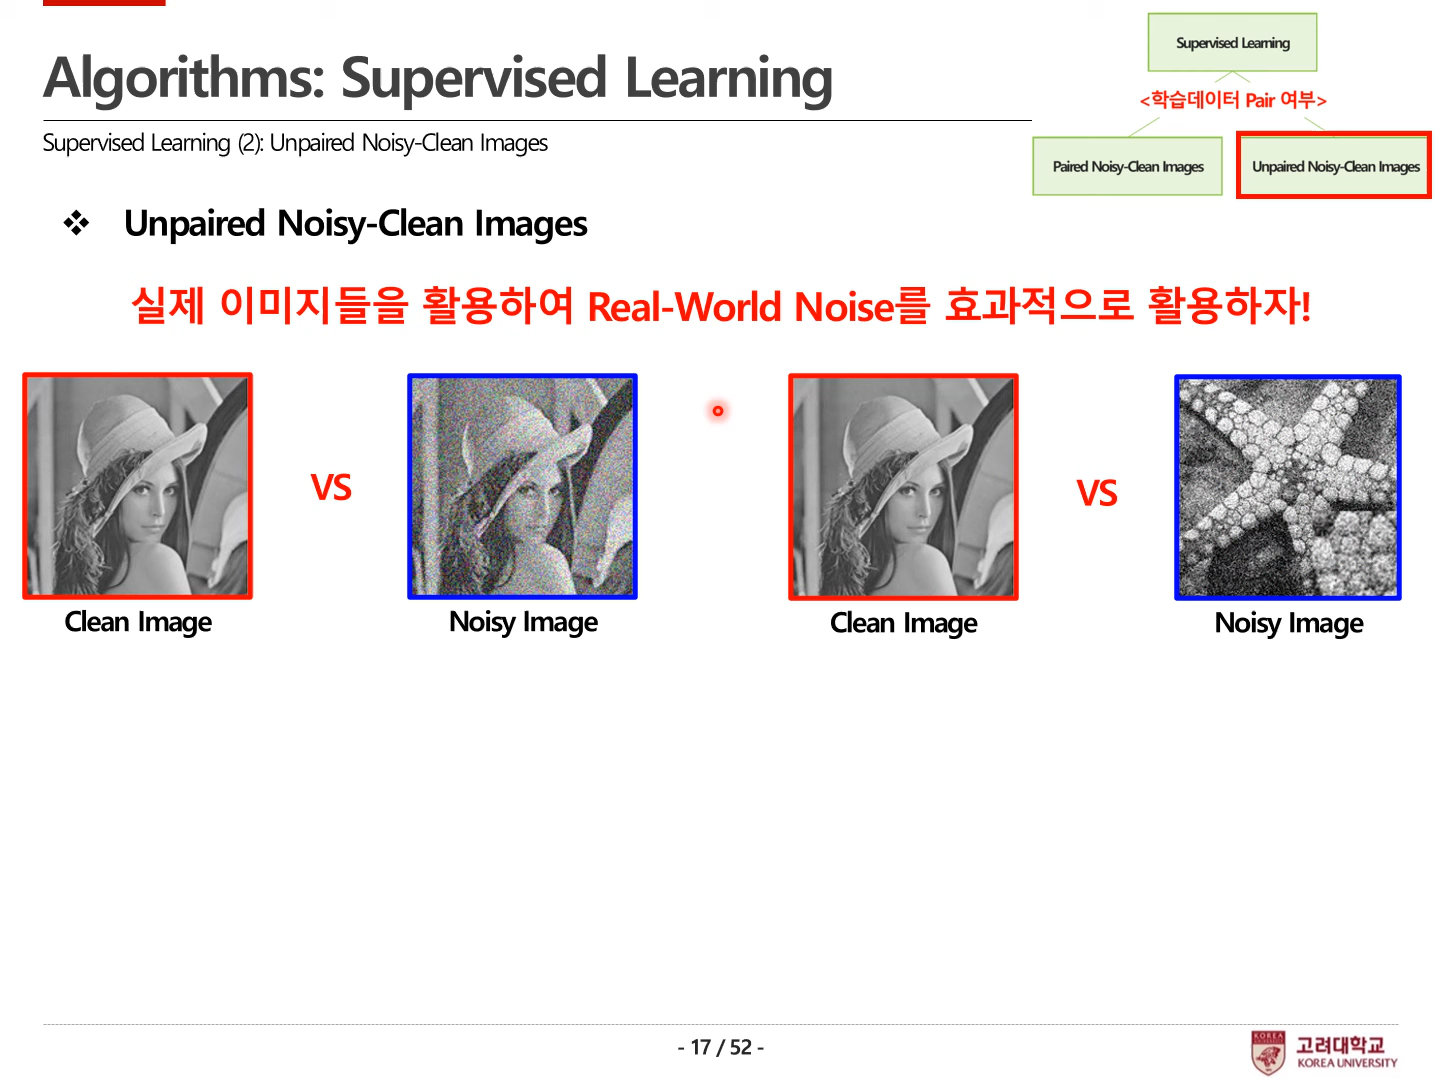 Algorithms: Supervised Learning
Supervised Learning (2): Unpaired Noisy-Clean Images
Supervised Learning
<학습데이터 Pair 여부>
Paired Noisy-Clean Images
Unpaired Noisy-Clean Images
❖ Unpaired Noisy-Clean Images
실제 이미지들을 활용하여 Real-World Noise를 효과적으로 활용하자!
VS
VS
Clean Image
Noisy Image
Clean Image
Noisy Image
- 17 / 52 -
KOREA
고려대학교
KOREA UNIVERSITY